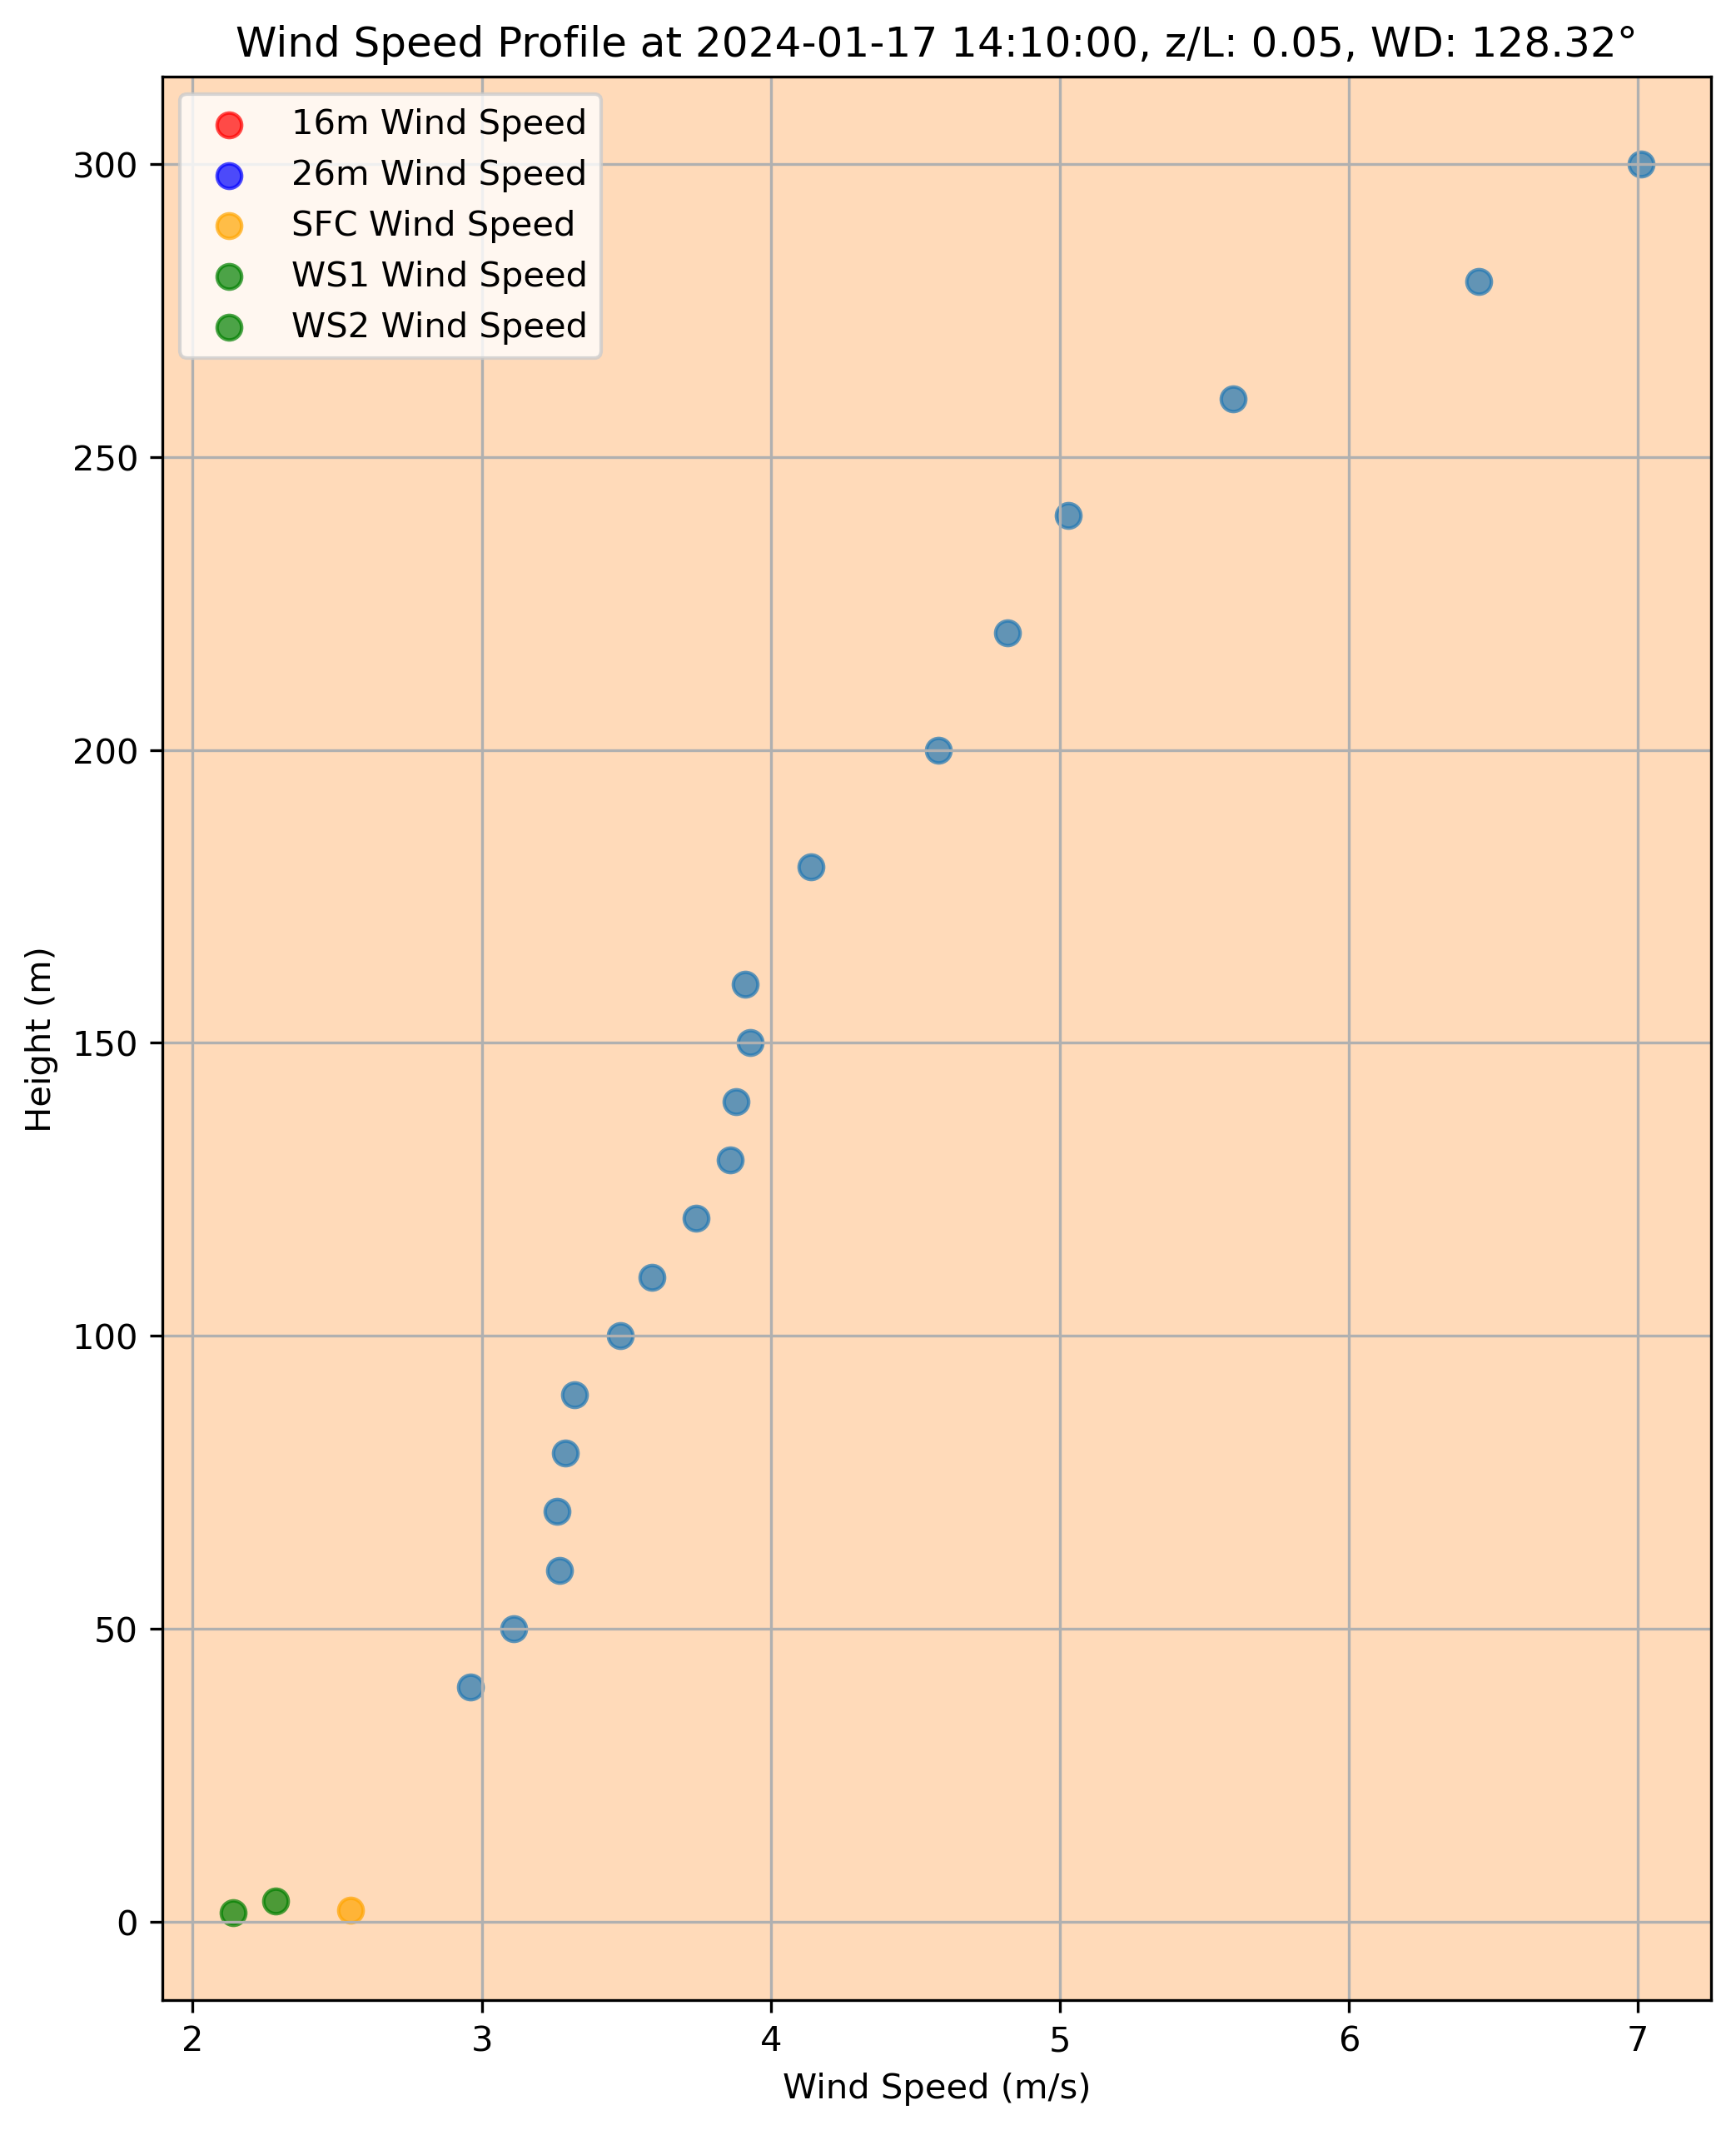 Wind Speed Profile at 2024-01-17 14:10:00, z/L: 0.05, WD: 128.32°
16m Wind Speed
26m Wind Speed
SFC Wind Speed
WS1 Wind Speed
WS2 Wind Speed
300
250
200
150
100
50
0
Height (m)
2 3 4 5 6 7
Wind Speed (m/s)